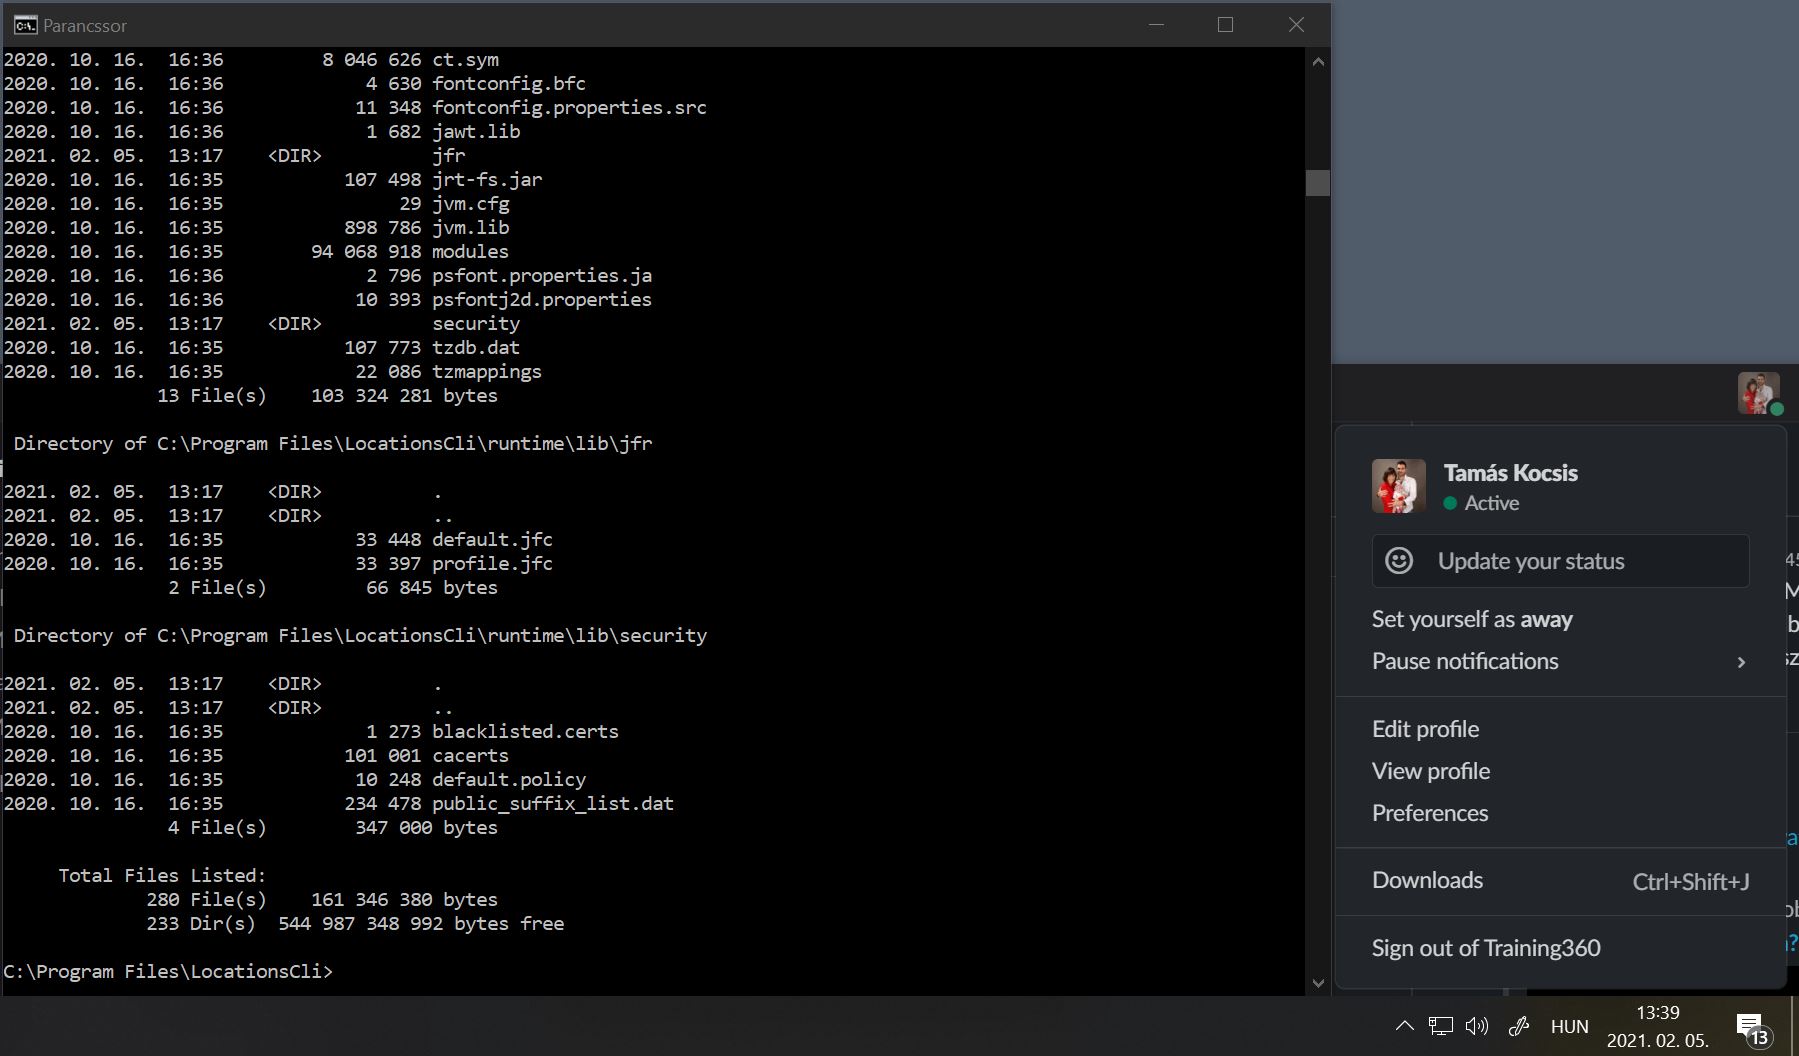 Parancssor
2020. 10. 16.  16:36         8 046 626 ct.sym
2020. 10. 16.  16:36             4 630 fontconfig.bfc
2020. 10. 16.  16:36            11 348 fontconfig.properties.src
2020. 10. 16.  16:36             1 682 jawt.lib
2021. 02. 05.  13:17    <DIR>          jfr
2020. 10. 16.  16:35           107 498 jrt-fs.jar
2020. 10. 16.  16:35                29 jvm.cfg
2020. 10. 16.  16:35           898 786 jvm.lib
2020. 10. 16.  16:35        94 068 918 modules
2020. 10. 16.  16:36             2 796 psfont.properties.ja
2020. 10. 16.  16:36            10 393 psfontj2d.properties
2021. 02. 05.  13:17    <DIR>          security
2020. 10. 16.  16:35           107 773 tzdb.dat
2020. 10. 16.  16:35            22 086 tzmappings
13 File(s)    103 324 281 bytes
Directory of C:\Program Files\LocationsCli\runtime\lib\jfr
2021. 02. 05.  13:17    <DIR>          .
2021. 02. 05.  13:17    <DIR>          ..
2020. 10. 16.  16:35            33 448 default.jfc
2020. 10. 16.  16:35            33 397 profile.jfc
2 File(s)         66 845 bytes
Directory of C:\Program Files\LocationsCli\runtime\lib\security
2021. 02. 05.  13:17    <DIR>          .
2021. 02. 05.  13:17    <DIR>          ..
2020. 10. 16.  16:35             1 273 blacklisted.certs
2020. 10. 16.  16:35           101 001 cacerts
2020. 10. 16.  16:35            10 248 default.policy
2020. 10. 16.  16:35           234 478 public_suffix_list.dat
4 File(s)        347 000 bytes
Total Files Listed:
280 File(s)    161 346 380 bytes
233 Dir(s)  544 987 348 992 bytes free
C:\Program Files\LocationsCli>
Tamás Kocsis
Active
Update your status
Set yourself as away
Pause notifications
Edit profile
View profile
Preferences
Downloads Ctrl+Shift+J
Sign out of Training360
HUN
13:39
2021. 02. 05.
13